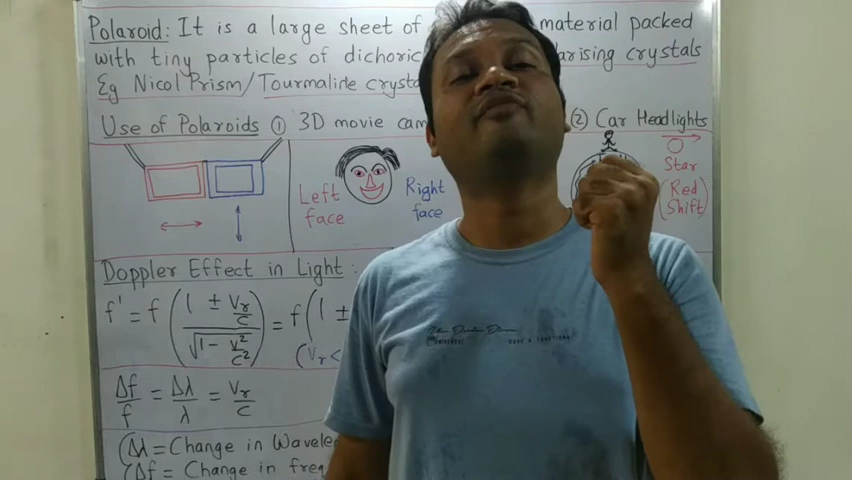 Polaroid: It is a large sheet of material packed
with tiny particles of dichoric arising crystals
Eg Nicol Prism/Tourmaline crysta
Use of Polaroids ① 3D movie cam ② Car Headlights
Left face
Right face
Star
(Red Shift)
Doppler Effect in Light:
f' = f ( 1 ± Vr/C / √1 - v²/c² ) = f ( 1 ±
(Vr <
Δf/f = Δλ/λ = Vr/C
(Δλ = Change in Wavele
(Δf = Change in freq
UNIVERSE